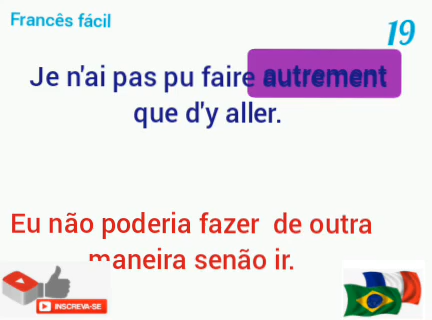 Francês fácil
19
Je n'ai pas pu faire autrement
que d'y aller.
Eu não poderia fazer de outra
maneira senão ir.
INSCREVA-SE